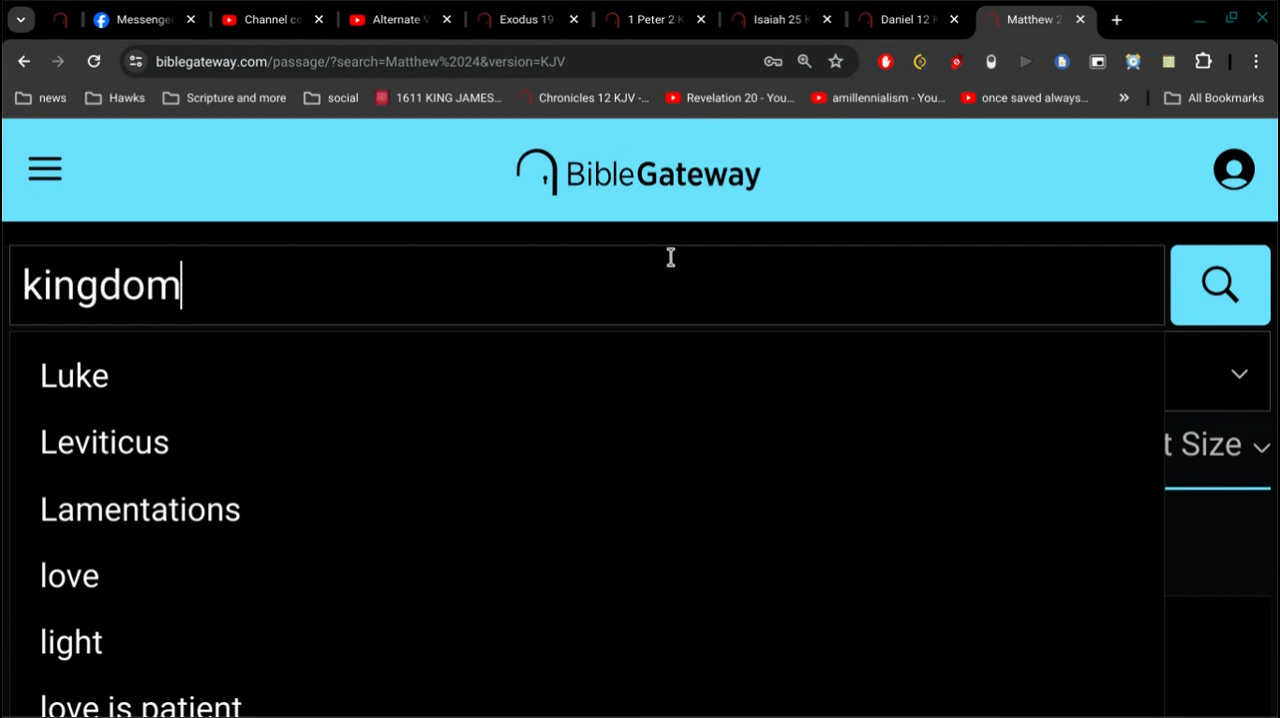 Messenger
Channel co
Alternate V
Exodus 19
1 Peter 2 K
Isaiah 25 K
Daniel 12 K
Matthew 2
biblegateway.com/passage/?search=Matthew%2024&version=KJV
news
Hawks
Scripture and more
social
1611 KING JAMES...
Chronicles 12 KJV -...
Revelation 20 - You...
amillennialism - You...
once saved always...
»
All Bookmarks
BibleGateway
kingdom
Luke
t Size
Leviticus
Lamentations
love
light
love is patient